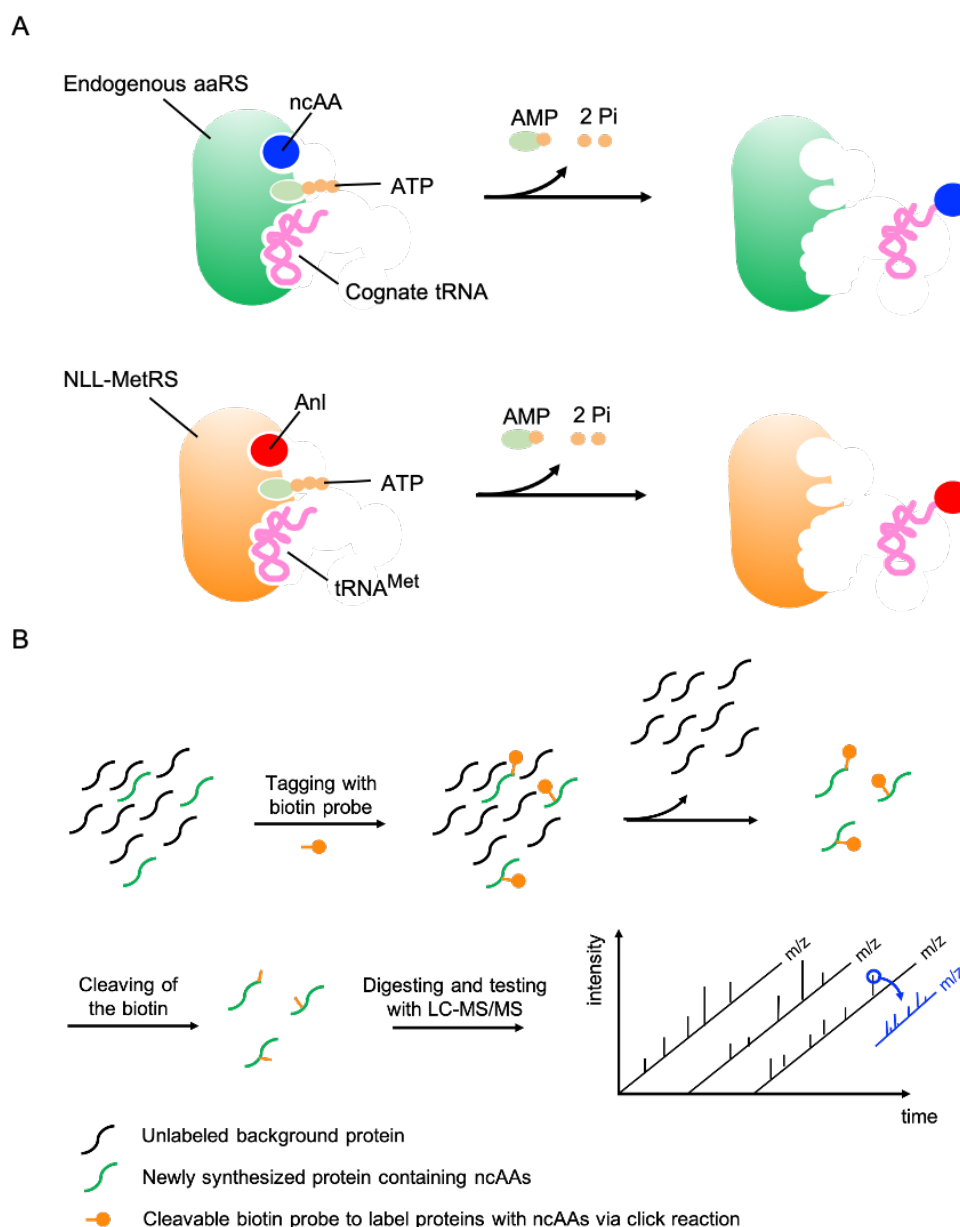 A
Endogenous aaRS
ncAA
AMP 2 Pi
ATP
Cognate tRNA
NLL-MetRS
Anl
AMP 2 Pi
ATP
tRNAMet
B
Tagging with
biotin probe
Cleaving of
the biotin
Digesting and testing
with LC-MS/MS
intensity
m/z
m/z
m/z
m/z
time
Unlabeled background protein
Newly synthesized protein containing ncAAs
Cleavable biotin probe to label proteins with ncAAs via click reaction